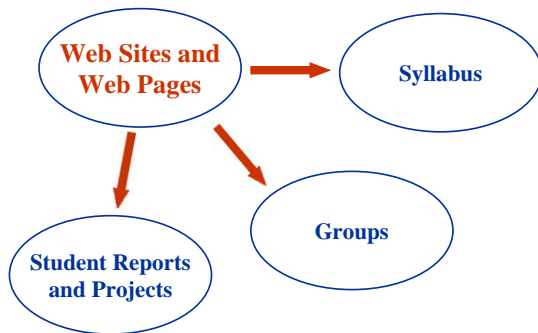 Web Sites and
Web Pages
Syllabus
Groups
Student Reports
and Projects